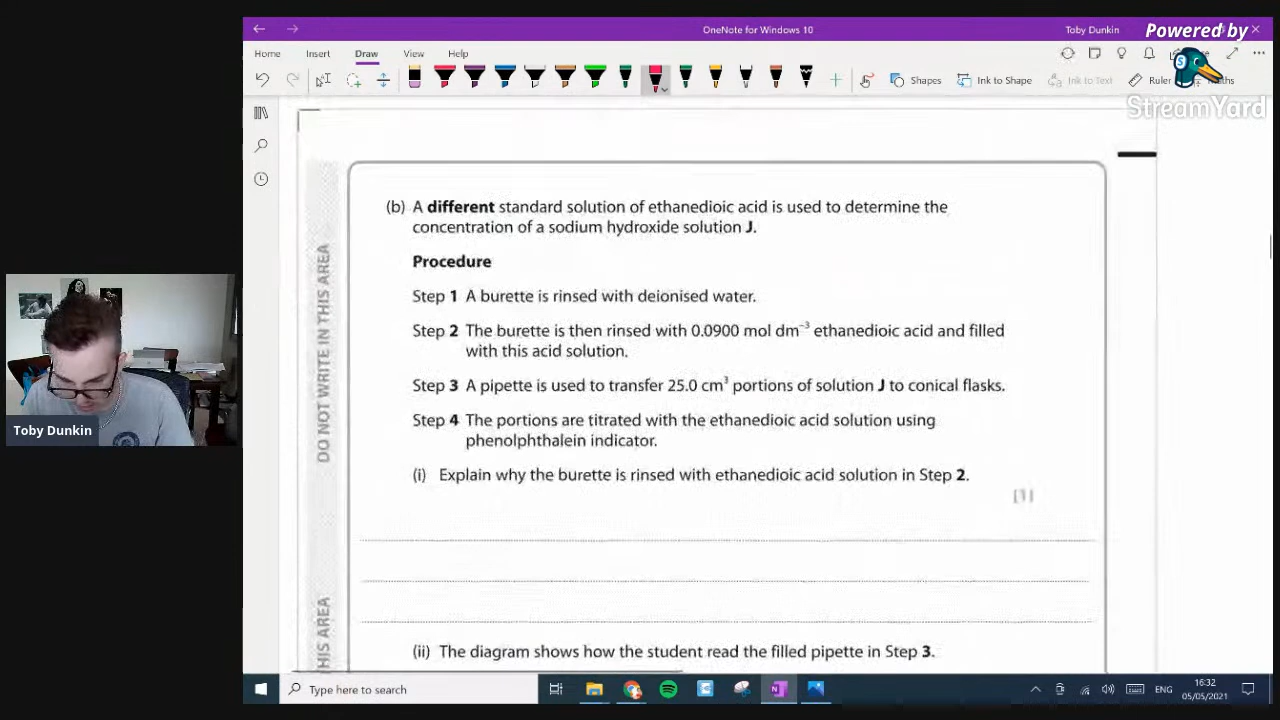 OneNote for Windows 10
Toby Dunkin
Powered by
StreamYard
Home
Insert
Draw
View
Help
Shapes
Ink to Shape
Ink to Text
Ruler
(b) A different standard solution of ethanedioic acid is used to determine the
concentration of a sodium hydroxide solution J.
Procedure
Step 1 A burette is rinsed with deionised water.
Step 2 The burette is then rinsed with 0.0900 mol dm⁻³ ethanedioic acid and filled
with this acid solution.
Step 3 A pipette is used to transfer 25.0 cm³ portions of solution J to conical flasks.
Step 4 The portions are titrated with the ethanedioic acid solution using
phenolphthalein indicator.
(i) Explain why the burette is rinsed with ethanedioic acid solution in Step 2.
(1)
(ii) The diagram shows how the student read the filled pipette in Step 3.
DO NOT WRITE IN THIS AREA
HIS AREA
Toby Dunkin
Type here to search
ENG
16:32
05/05/2021